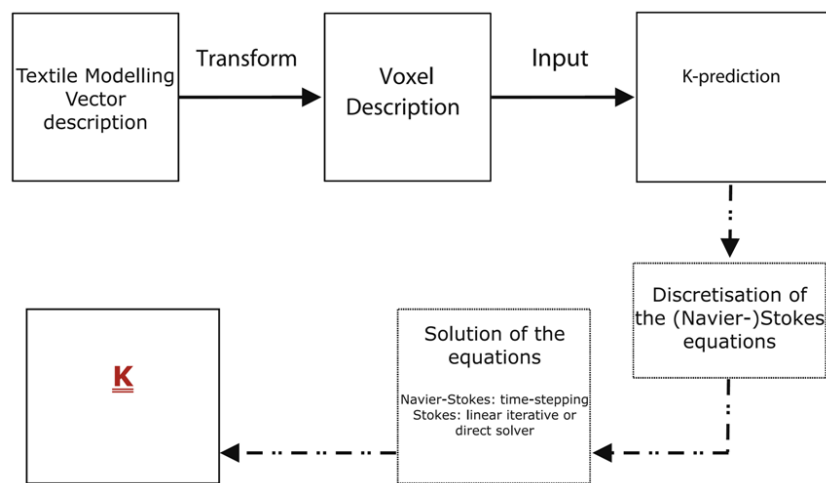 Textile Modelling
Vector
description
Transform
Voxel
Description
Input
K-prediction
Discretisation of
the (Navier-)Stokes
equations
Solution of the
equations
Navier-Stokes: time-stepping
Stokes: linear iterative or
direct solver
K